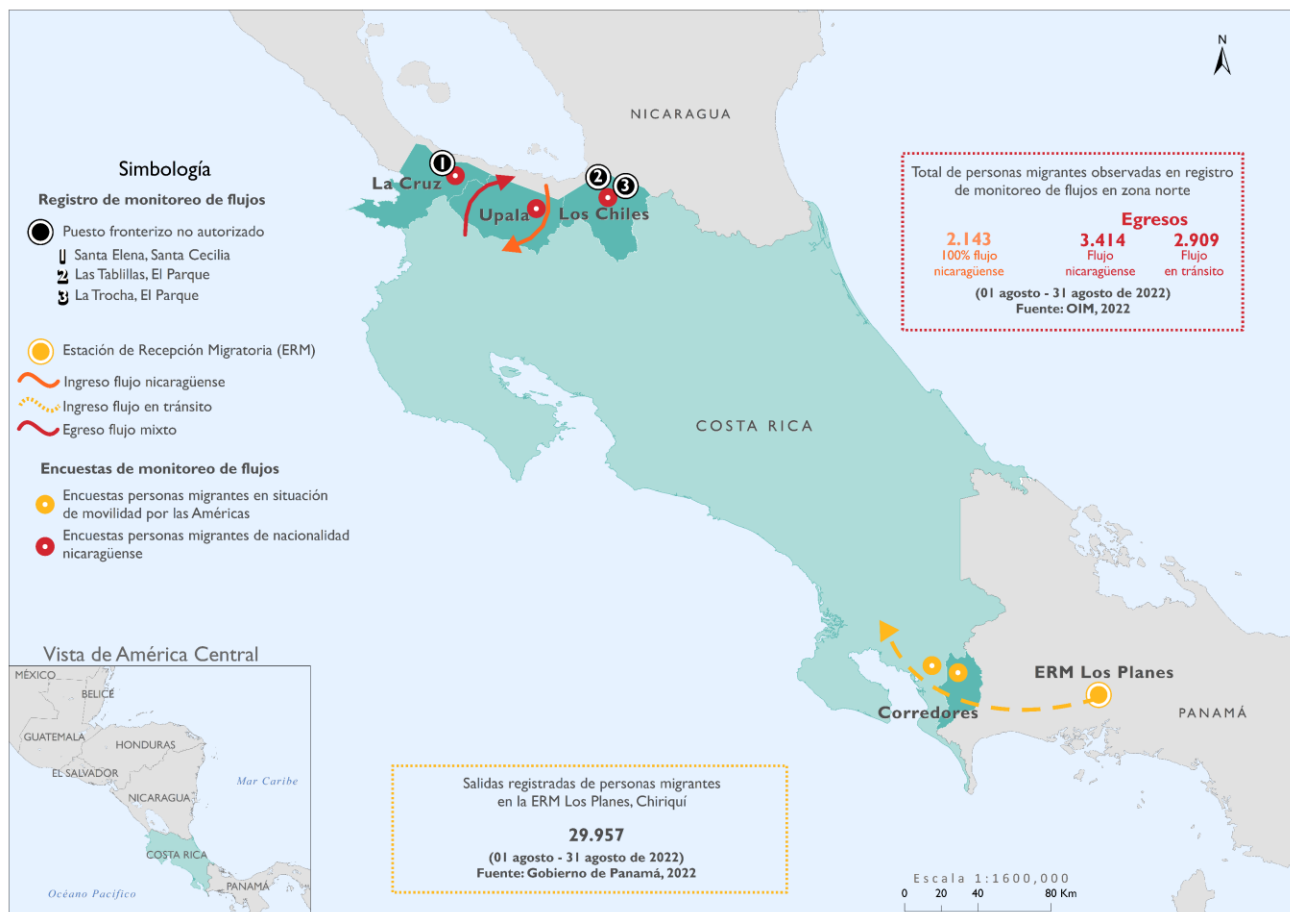 N
NICARAGUA
Simbología
Registro de monitoreo de flujos
Puesto fronterizo no autorizado
1 Santa Elena, Santa Cecilia
2 Las Tablillas, El Parque
3 La Trocha, El Parque
Estación de Recepción Migratoria (ERM)
Ingreso flujo nicaragüense
Ingreso flujo en tránsito
Egreso flujo mixto
Encuestas de monitoreo de flujos
Encuestas personas migrantes en situación
de movilidad por las Américas
Encuestas personas migrantes de nacionalidad
nicaragüense
1
2
3
La Cruz
Upala
Los Chiles
Total de personas migrantes observadas en registro
de monitoreo de flujos en zona norte
Egresos
2.143
100% flujo
nicaragüense
3.414
Flujo
nicaragüense
2.909
Flujo
en tránsito
(01 agosto - 31 agosto de 2022)
Fuente: OIM, 2022
COSTA RICA
ERM Los Planes
Corredores
PANAMÁ
Vista de América Central
MÉXICO
BELICE
GUATEMALA
HONDURAS
EL SALVADOR
NICARAGUA
Mar Caribe
COSTA RICA
PANAMÁ
Océano Pacífico
Salidas registradas de personas migrantes
en la ERM Los Planes, Chiriquí
29.957
(01 agosto - 31 agosto de 2022)
Fuente: Gobierno de Panamá, 2022
Escala 1:1600,000
0 20 40 80 Km